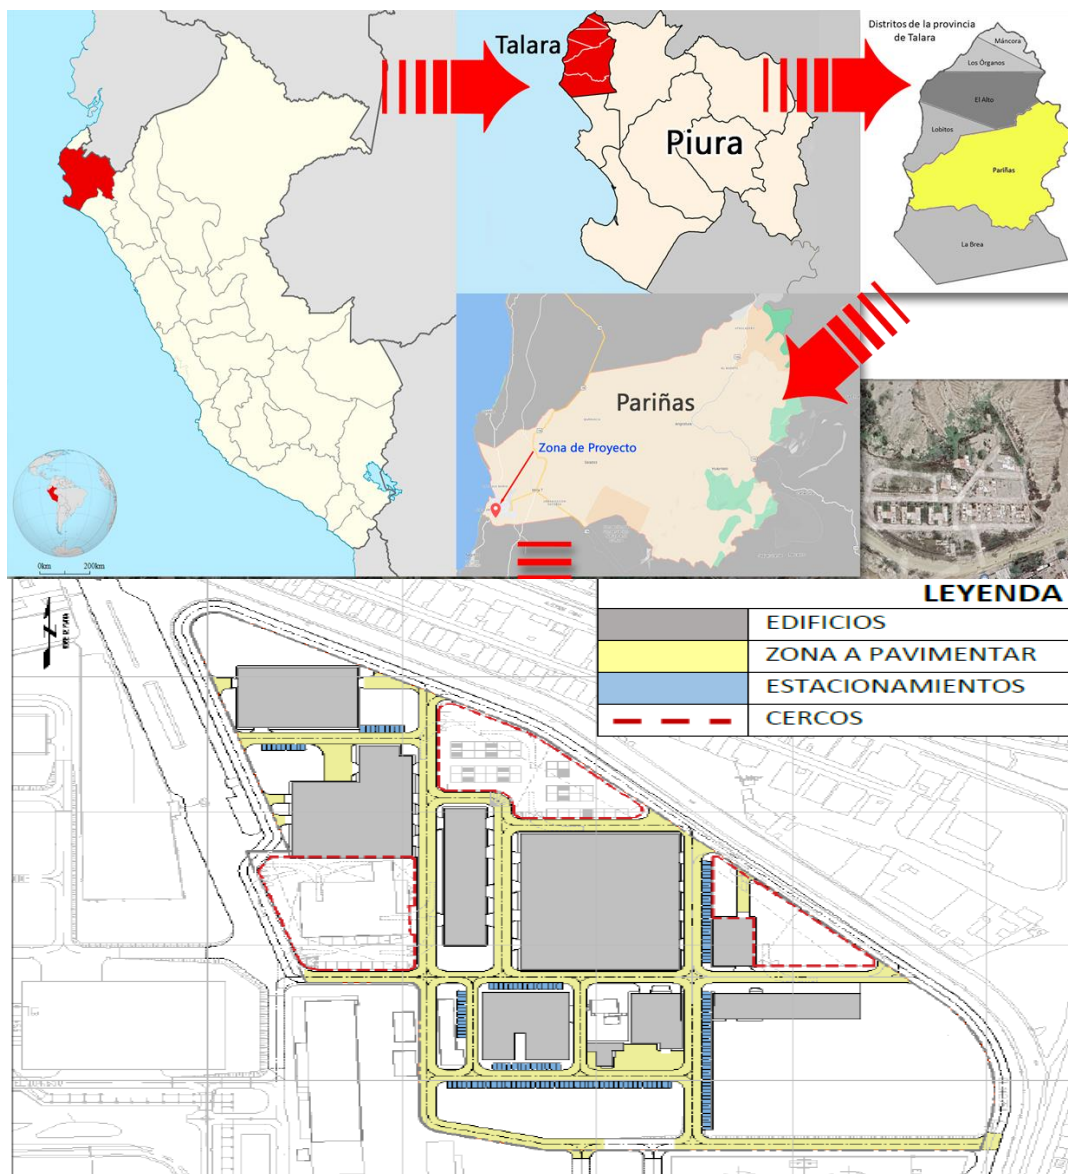 Talara
Piura
Distritos de la provincia
de Talara
Máncora
Los Órganos
El Alto
Lobitos
Pariñas
La Brea
Pariñas
Zona de Proyecto
0km 200km
LEYENDA
EDIFICIOS
ZONA A PAVIMENTAR
ESTACIONAMIENTOS
CERCOS